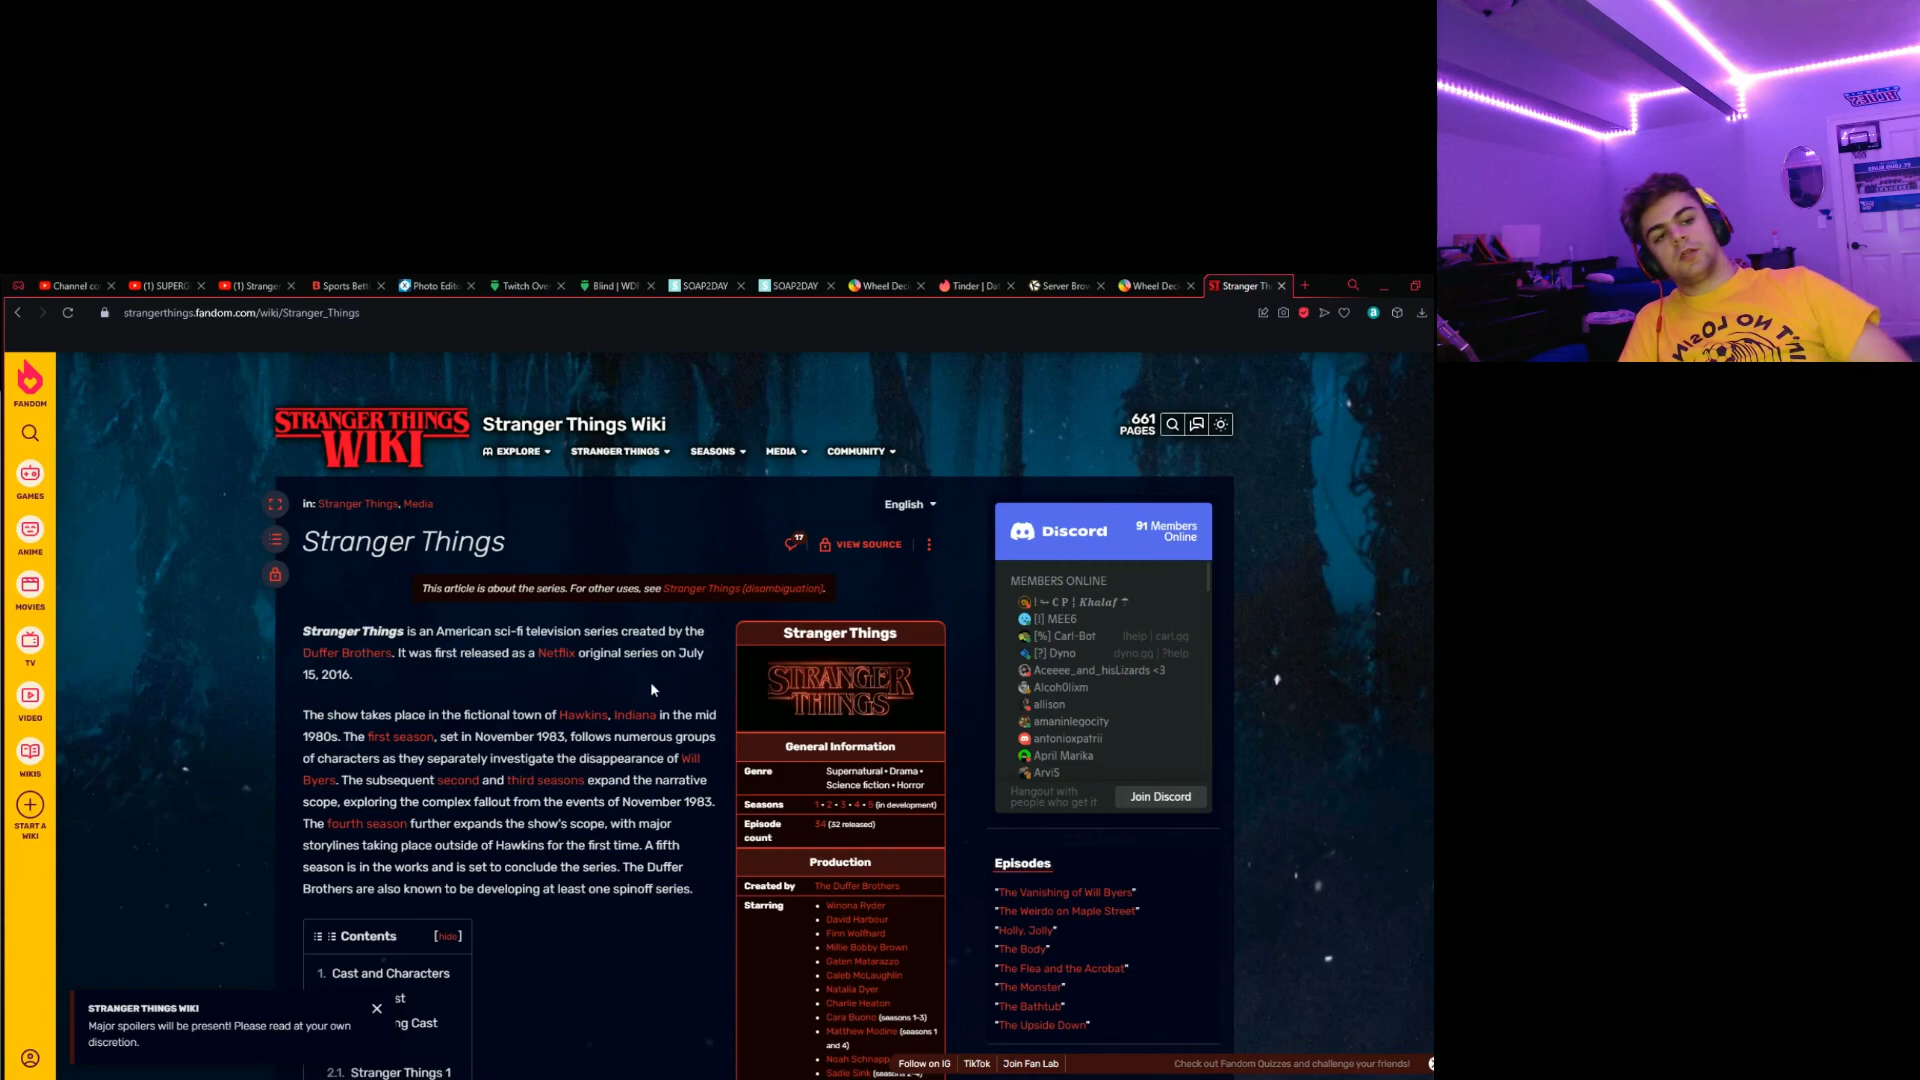 Channel co
(1) SUPERG
(1) Stranger
Sports Bett
Photo Edito
Twitch Over
Blind | WDF
SOAP2DAY
SOAP2DAY
Wheel Deci
Tinder | Dat
Server Brow
Wheel Deci
Stranger Th
strangerthings.fandom.com/wiki/Stranger_Things
FANDOM
GAMES
ANIME
MOVIES
TV
VIDEO
WIKIS
START A
WIKI
STRANGER THINGS
WIKI
Stranger Things Wiki
EXPLORE
STRANGER THINGS
SEASONS
MEDIA
COMMUNITY
661
PAGES
in: Stranger Things, Media
English
Stranger Things
17
VIEW SOURCE
This article is about the series. For other uses, see Stranger Things (disambiguation).
Stranger Things is an American sci-fi television series created by the
Duffer Brothers. It was first released as a Netflix original series on July
15, 2016.
The show takes place in the fictional town of Hawkins, Indiana in the mid
1980s. The first season, set in November 1983, follows numerous groups
of characters as they separately investigate the disappearance of Will
Byers. The subsequent second and third seasons expand the narrative
scope, exploring the complex fallout from the events of November 1983.
The fourth season further expands the show's scope, with major
storylines taking place outside of Hawkins for the first time. A fifth
season is in the works and is set to conclude the series. The Duffer
Brothers are also known to be developing at least one spinoff series.
Contents [hide]
1. Cast and Characters
st
ng Cast
2.1. Stranger Things 1
STRANGER THINGS WIKI
Major spoilers will be present! Please read at your own
discretion.
Stranger Things
STRANGER
THINGS
General Information
Genre
Supernatural • Drama •
Science fiction • Horror
Seasons
1 • 2 • 3 • 4 • 5 (in development)
Episode
count
34 (32 released)
Production
Created by
The Duffer Brothers
Starring
Winona Ryder
David Harbour
Finn Wolfhard
Millie Bobby Brown
Gaten Matarazzo
Caleb McLaughlin
Natalia Dyer
Charlie Heaton
Cara Buono (seasons 1-3)
Matthew Modine (seasons 1
and 4)
Noah Schnapp
Sadie Sink
Discord
91 Members
Online
MEMBERS ONLINE
C P | Khalaf
[!] MEE6
[%] Carl-Bot
!help | carl.gg
[?] Dyno
dyno.gg | ?help
Aceeee_and_hisLizards <3
Alcoh0lixm
allison
amaninlegocity
antonioxpatrii
April Marika
ArviS
Hangout with
people who get it
Join Discord
Episodes
"The Vanishing of Will Byers"
"The Weirdo on Maple Street"
"Holly, Jolly"
"The Body"
"The Flea and the Acrobat"
"The Monster"
"The Bathtub"
"The Upside Down"
Follow on IG
TikTok
Join Fan Lab
Check out Fandom Quizzes and challenge your friends!